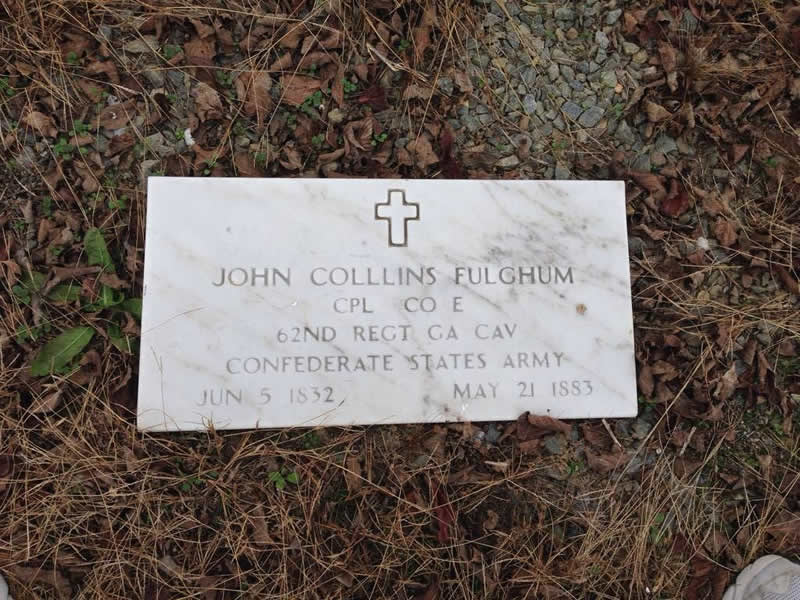 JOHN COLLLINS FULGHUM
CPL CO E
62ND REGT GA CAV
CONFEDERATE STATES ARMY
JUN 5 1832 MAY 21 1883